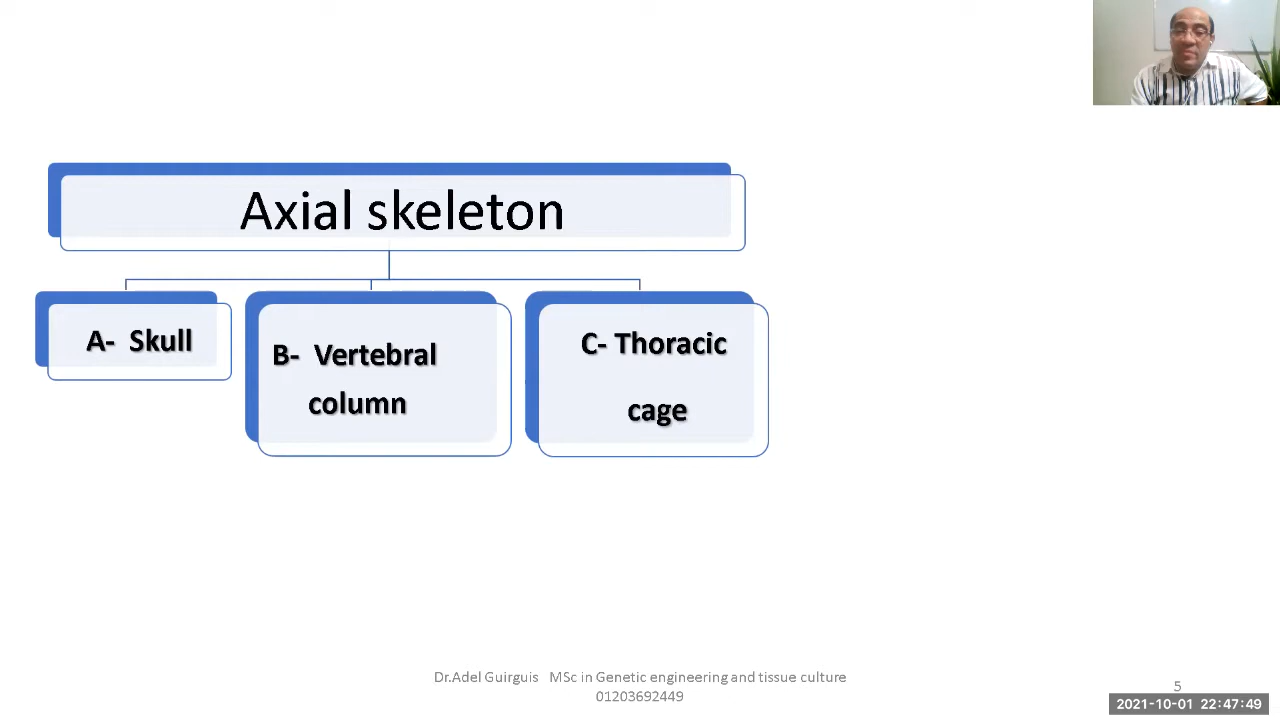 Axial skeleton
A- Skull
B- Vertebral
column
C- Thoracic
cage
Dr.Adel Guirguis MSc in Genetic engineering and tissue culture
01203692449
5
2021-10-01 22:47:49